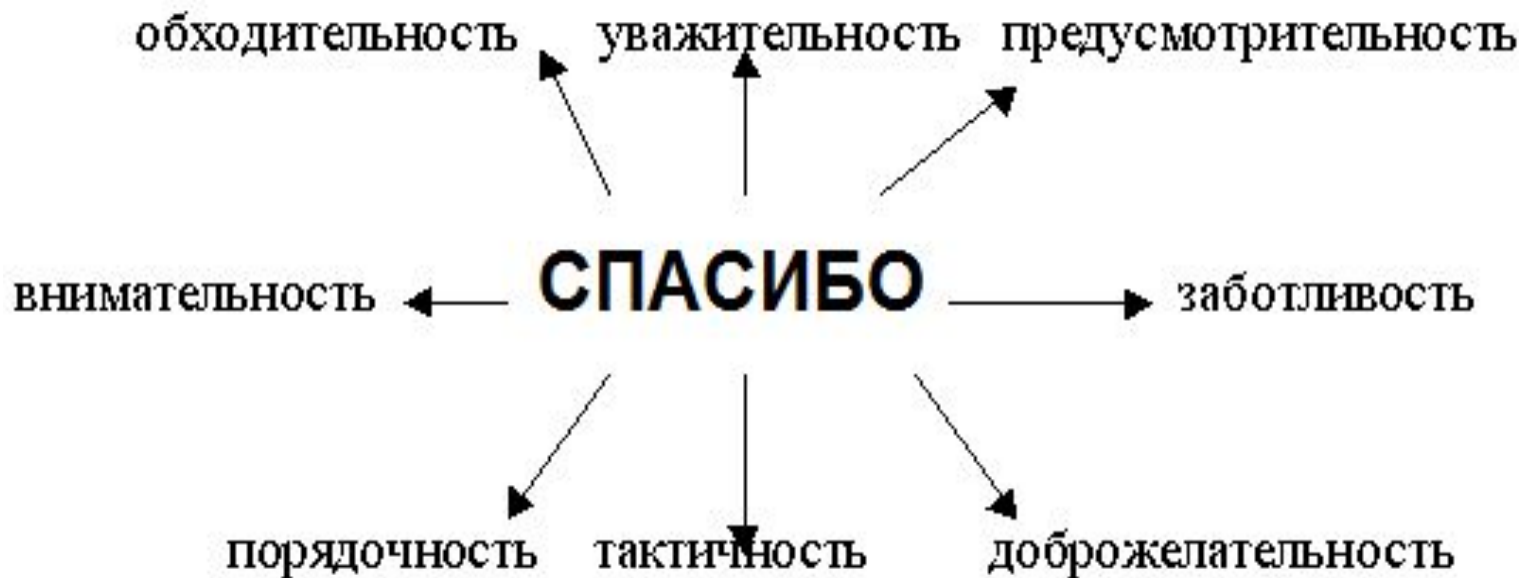 обходительность уважительность предусмотрительность
внимательность СПАСИБО заботливость
порядочность тактичность доброжелательность